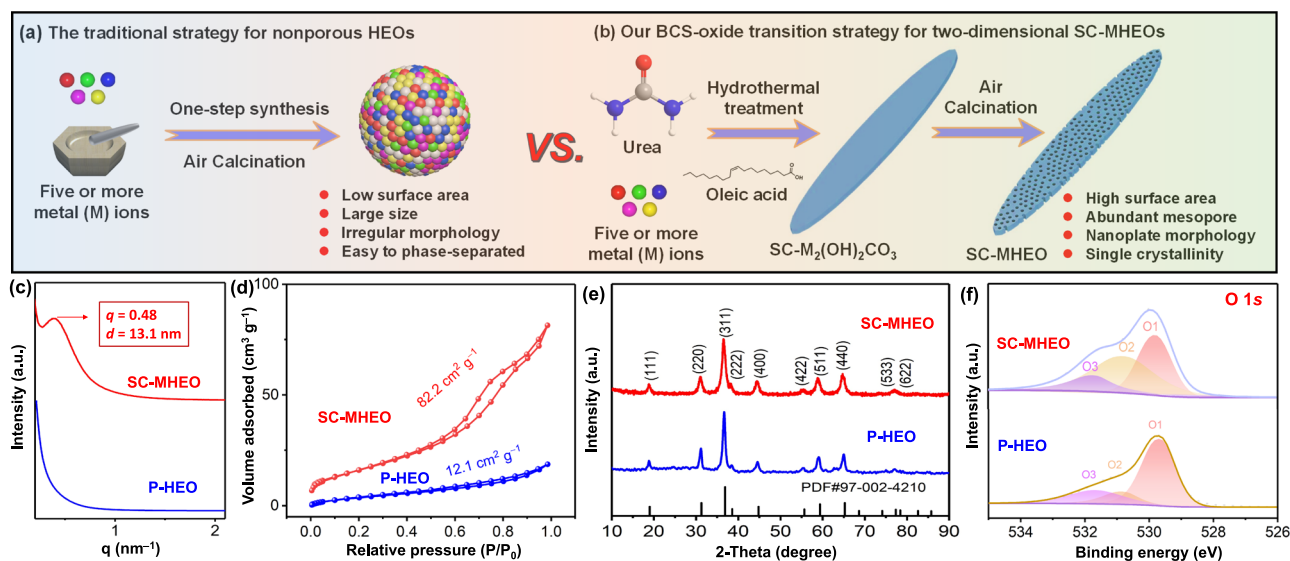 (a) The traditional strategy for nonporous HEOs
One-step synthesis
Air Calcination
Five or more
metal (M) ions
Low surface area
Large size
Irregular morphology
Easy to phase-separated
VS.
(b) Our BCS-oxide transition strategy for two-dimensional SC-MHEOs
Urea
Hydrothermal
treatment
OH
O
Oleic acid
Five or more
metal (M) ions
SC-M₂(OH)₂CO₃
Air
Calcination
SC-MHEO
High surface area
Abundant mesopore
Nanoplate morphology
Single crystallinity
(c)
Intensity (a.u.)
q = 0.48
d = 13.1 nm
SC-MHEO
P-HEO
0
1
2
q (nm⁻¹)
(d)
Volume adsorbed (cm³ g⁻¹)
100
50
0
SC-MHEO
82.2 cm² g⁻¹
P-HEO
12.1 cm² g⁻¹
0.0
0.2
0.4
0.6
0.8
1.0
Relative pressure (P/P₀)
(e)
Intensity (a.u.)
SC-MHEO
(111)
(220)
(311)
(222)
(400)
(422)
(511)
(440)
(533)
(622)
P-HEO
PDF#97-002-4210
10 20 30 40 50 60 70 80 90
2-Theta (degree)
(f)
Intensity (a.u.)
O 1s
SC-MHEO
O3
O2
O1
P-HEO
O3
O2
O1
534 532 530 528 526
Binding energy (eV)